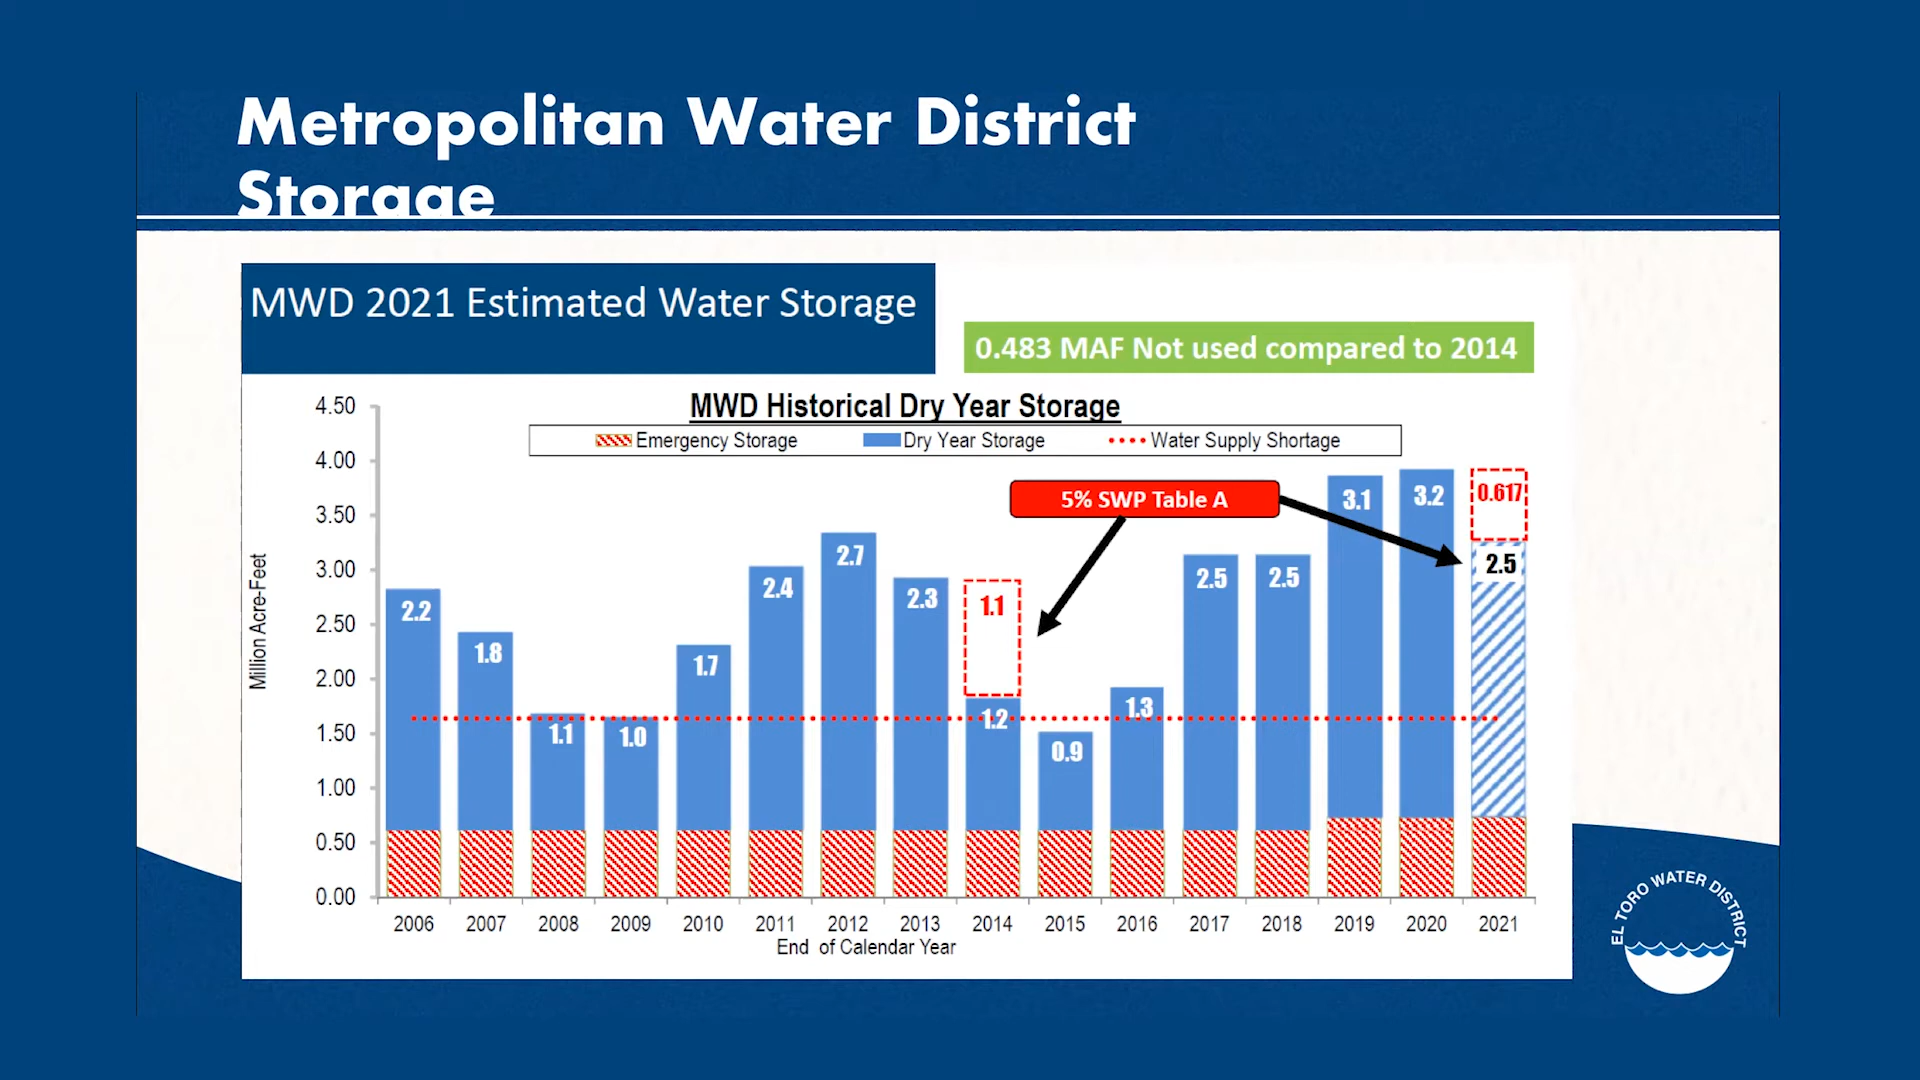 Metropolitan Water District
Storage
MWD 2021 Estimated Water Storage
0.483 MAF Not used compared to 2014
MWD Historical Dry Year Storage
Emergency Storage Dry Year Storage Water Supply Shortage
5% SWP Table A
Million Acre-Feet
4.50
4.00
3.50
3.00
2.50
2.00
1.50
1.00
0.50
0.00
2.2
1.8
1.1
1.0
1.7
2.4
2.7
2.3
1.1
1.2
0.9
1.3
2.5
2.5
3.1
3.2
0.617
2.5
2006 2007 2008 2009 2010 2011 2012 2013 2014 2015 2016 2017 2018 2019 2020 2021
End of Calendar Year
EL TORO WATER DISTRICT